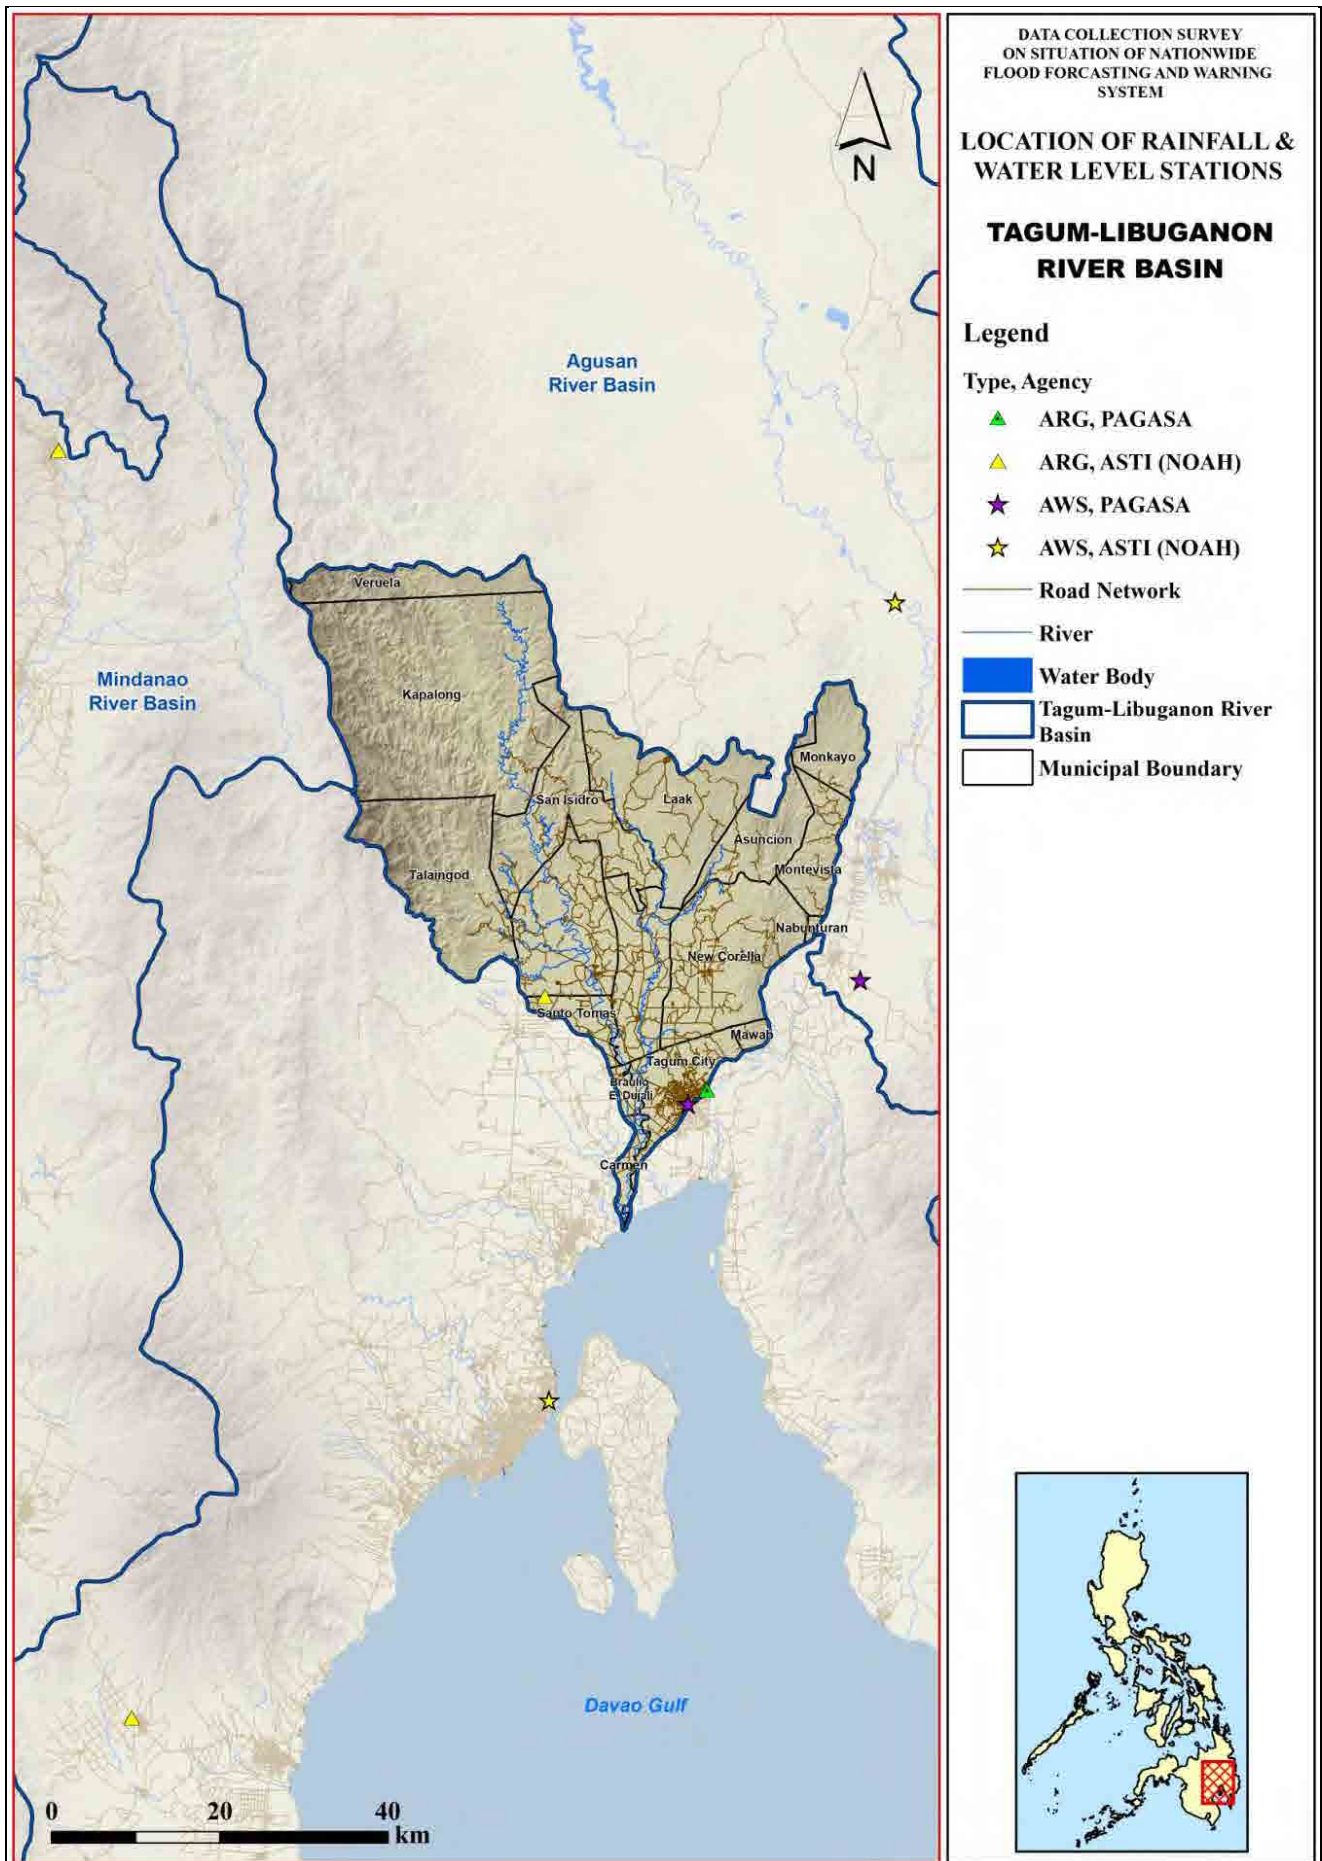 DATA COLLECTION SURVEY
ON SITUATION OF NATIONWIDE
FLOOD FORCASTING AND WARNING
SYSTEM
LOCATION OF RAINFALL &
WATER LEVEL STATIONS
TAGUM-LIBUGANON
RIVER BASIN
Legend
Type, Agency
ARG, PAGASA
ARG, ASTI (NOAH)
AWS, PAGASA
AWS, ASTI (NOAH)
Road Network
River
Water Body
Tagum-Libuganon River
Basin
Municipal Boundary
N
Agusan
River Basin
Mindanao
River Basin
Veruela
Kapalong
Monkayo
San Isidro
Laak
Asuncion
Talaingod
Montevista
Nabunturan
New Corella
Santo Tomas
Mawab
Tagum City
Braulio
E. Dujali
Carmen
Davao Gulf
0 20 40
km